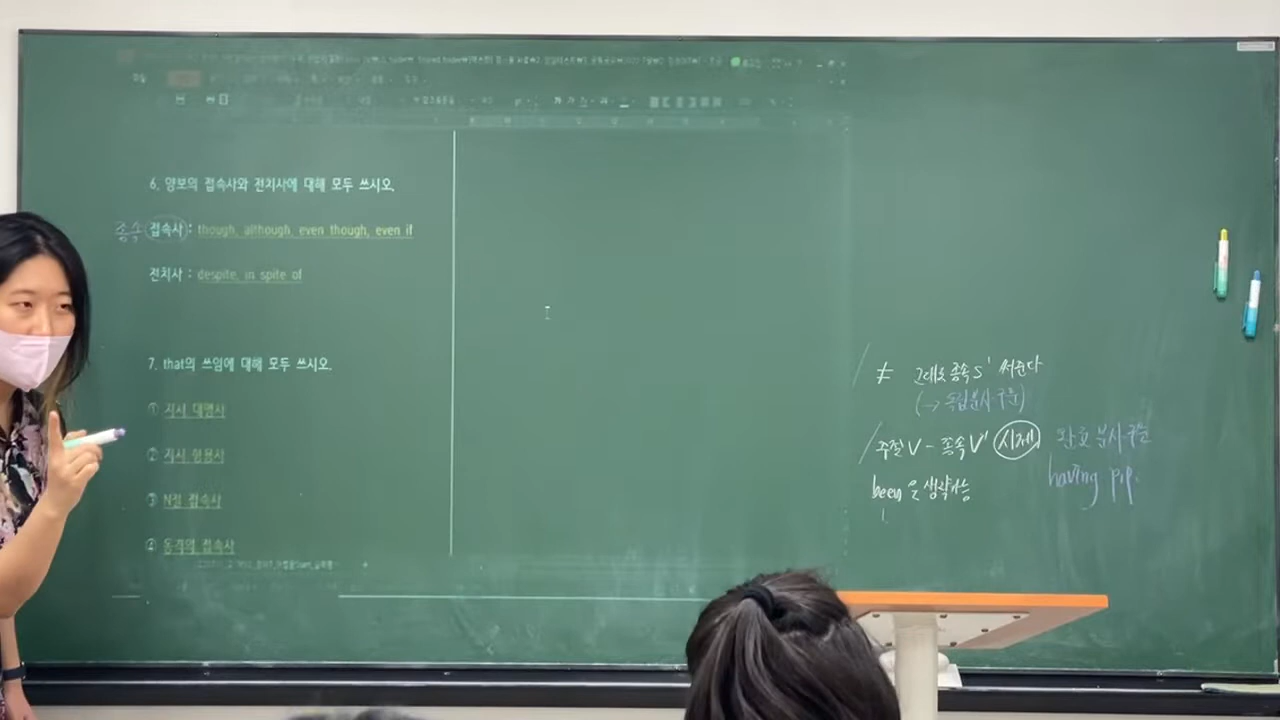 6. 양보의 접속사와 전치사에 대해 모두 쓰시오.
종속 접속사 : though, although, even though, even if
전치사 : despite, in spite of
7. that의 쓰임에 대해 모두 쓰시오.
① 지시 대명사
② 지시 형용사
③ N절 접속사
④ 동격의 접속사
≠ 그대로 종속S' 써준다
(→ 독립분사구문)
주절 V - 종속 V' 시제 완료 분사구문
been은 생략가능 having p.p.